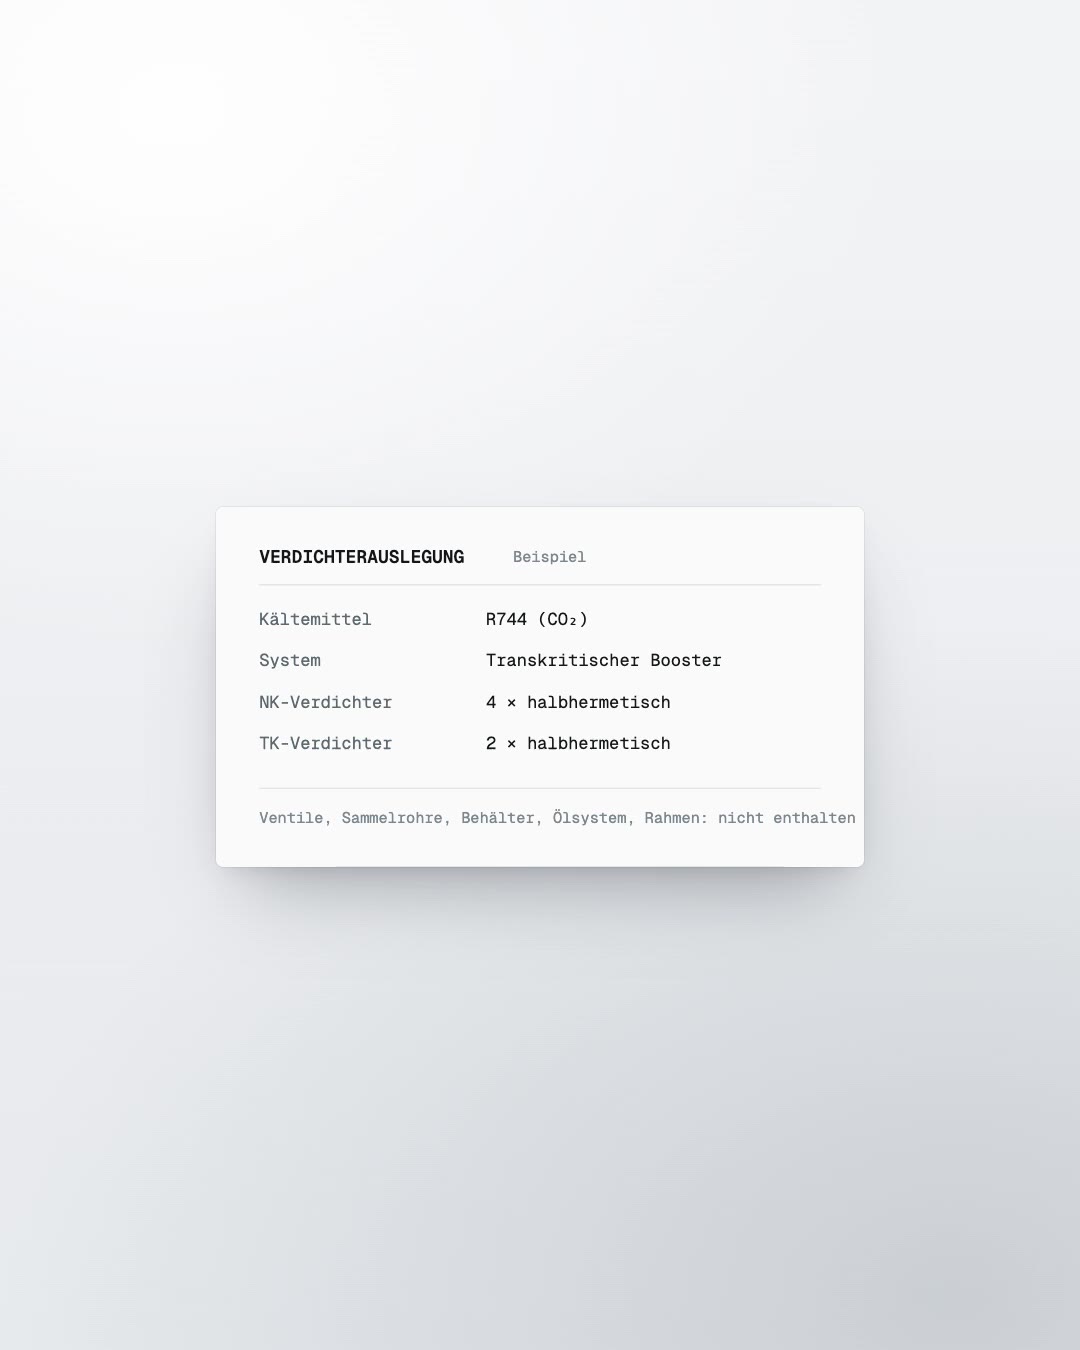 VERDICHTERAUSLEGUNG Beispiel
Kältemittel R744 (CO₂)
System Transkritischer Booster
NK-Verdichter 4 × halbhermetisch
TK-Verdichter 2 × halbhermetisch
Ventile, Sammelrohre, Behälter, Ölsystem, Rahmen: nicht enthalten